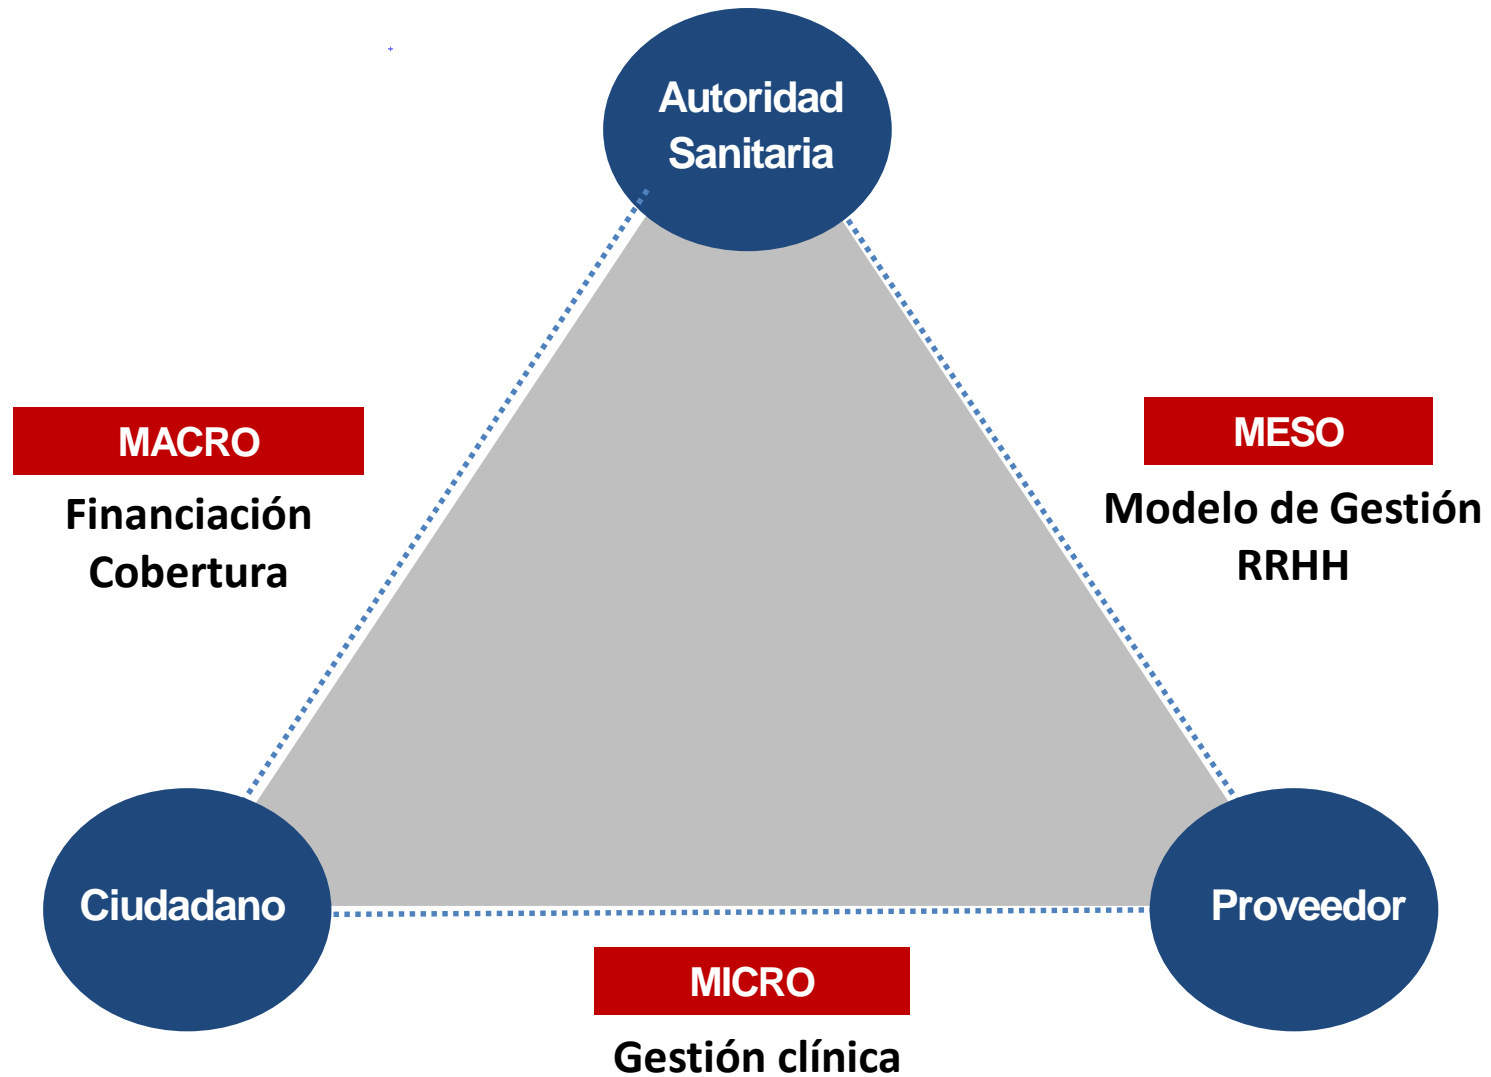 Autoridad
Sanitaria
MACRO
Financiación
Cobertura
MESO
Modelo de Gestión
RRHH
Ciudadano
Proveedor
MICRO
Gestión clínica